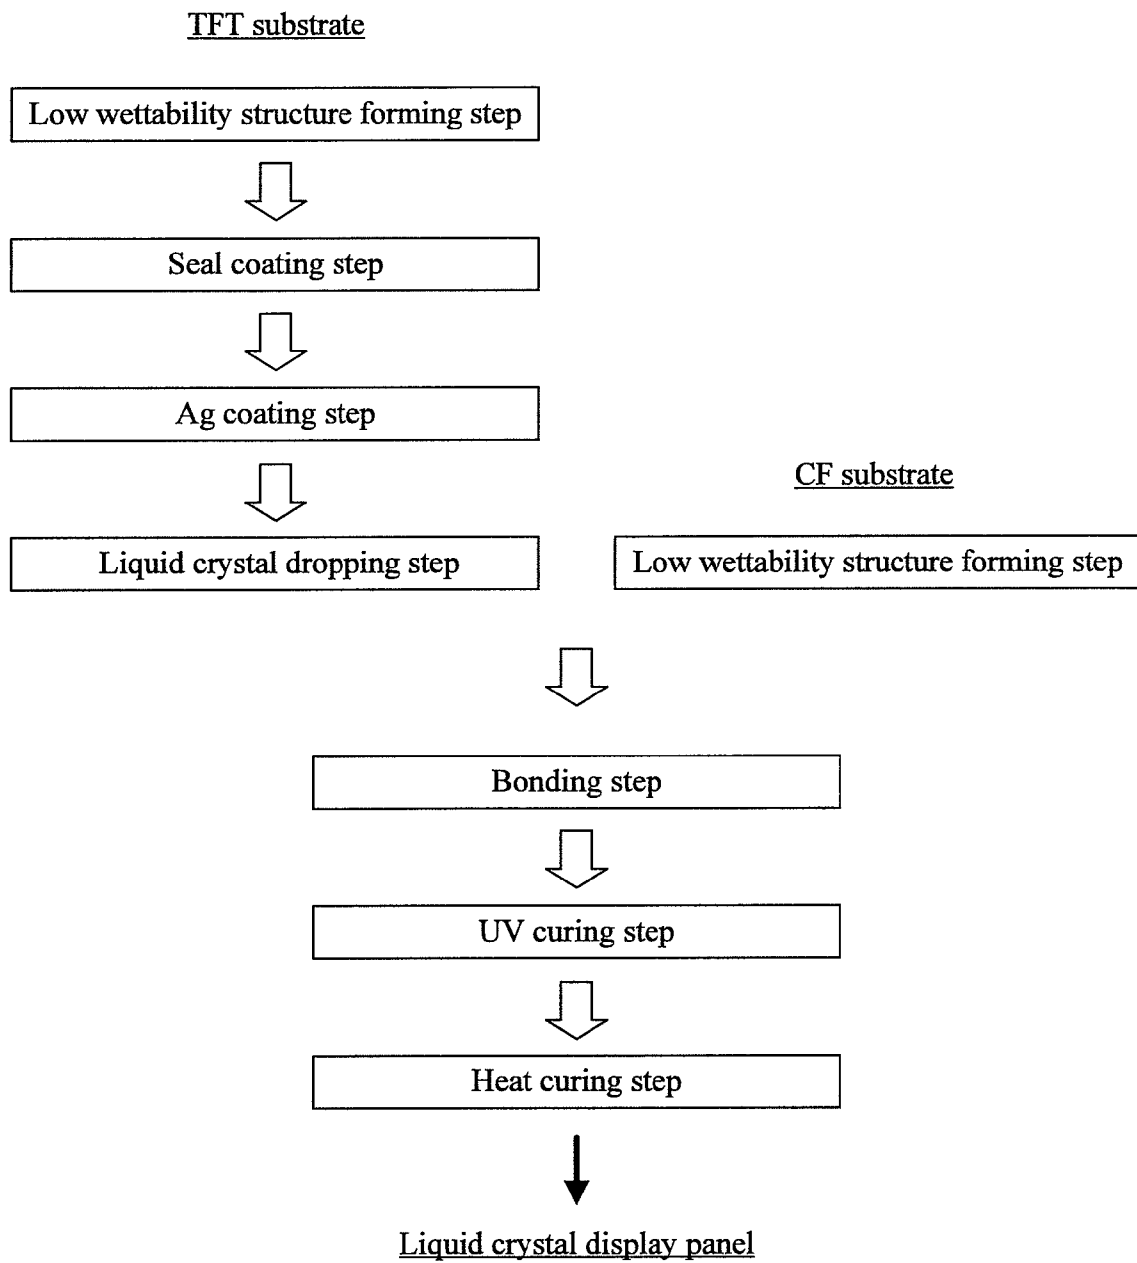 TFT substrate
Low wettability structure forming step
Seal coating step
Ag coating step
CF substrate
Liquid crystal dropping step
Low wettability structure forming step
Bonding step
UV curing step
Heat curing step
Liquid crystal display panel